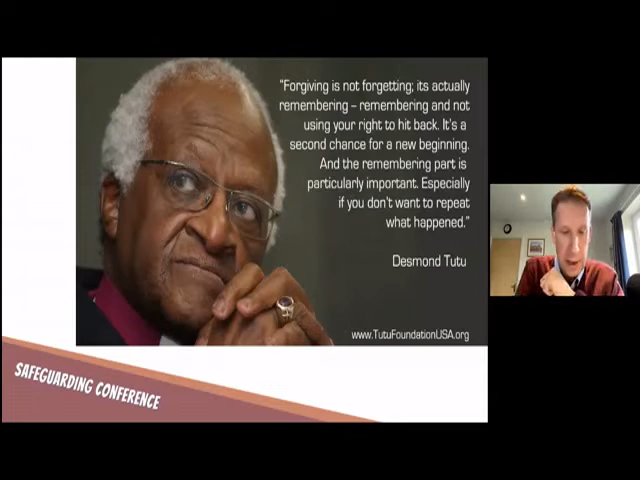 “Forgiving is not forgetting; its actually
remembering – remembering and not
using your right to hit back. It’s a
second chance for a new beginning.
And the remembering part is
particularly important. Especially
if you don’t want to repeat
what happened.”
Desmond Tutu
www.TutuFoundationUSA.org
SAFEGUARDING CONFERENCE